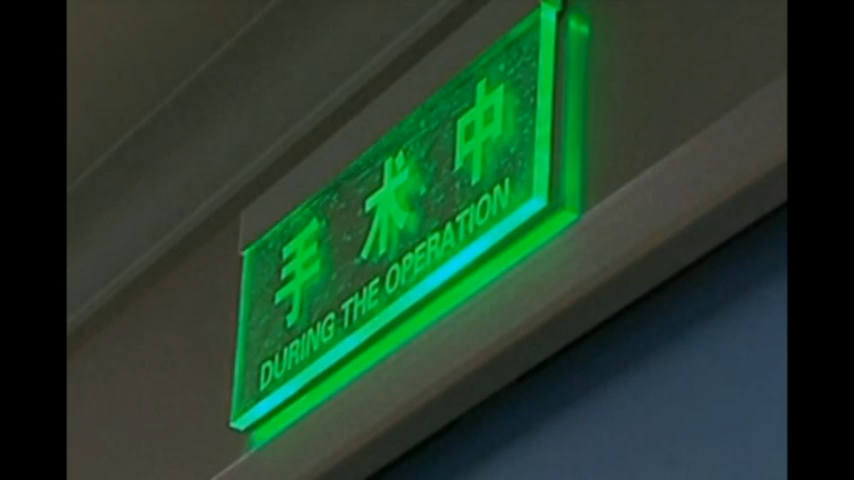 手术中
DURING THE OPERATION